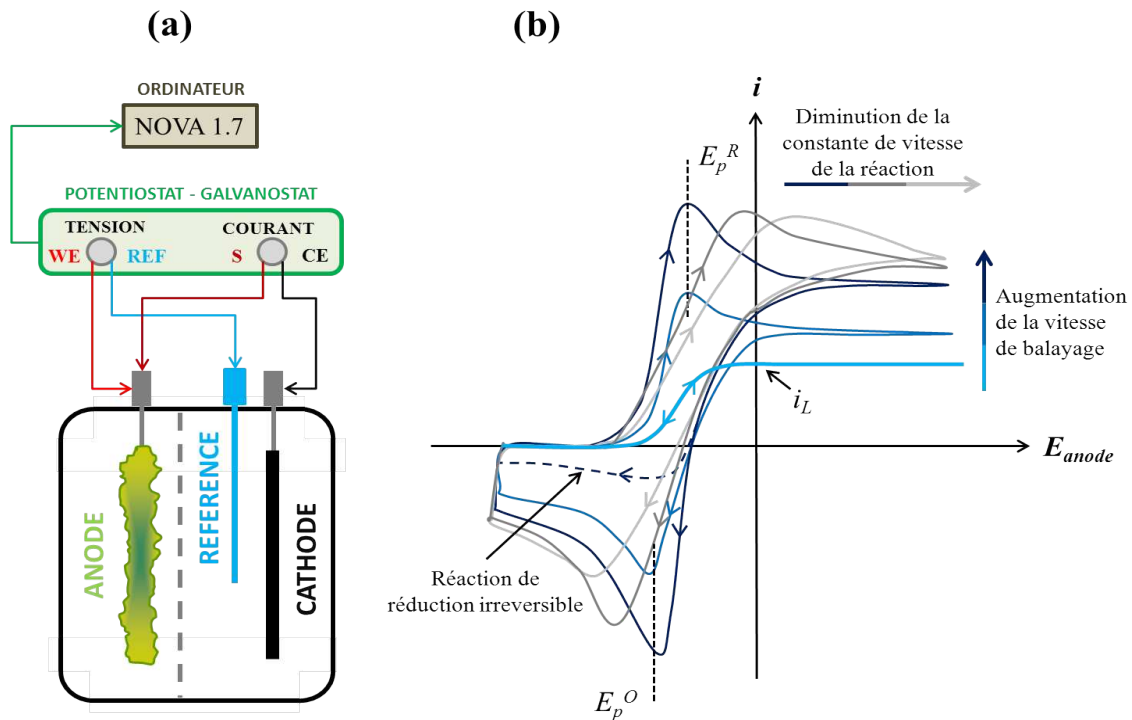 (a)
ORDINATEUR
NOVA 1.7
POTENTIOSTAT - GALVANOSTAT
TENSION
COURANT
WE
REF
S
CE
ANODE
REFERENCE
CATHODE
(b)
i
Diminution de la
constante de vitesse
de la réaction
E_p^R
Augmentation
de la vitesse
de balayage
i_L
E_anode
Réaction de
réduction irreversible
E_p^O